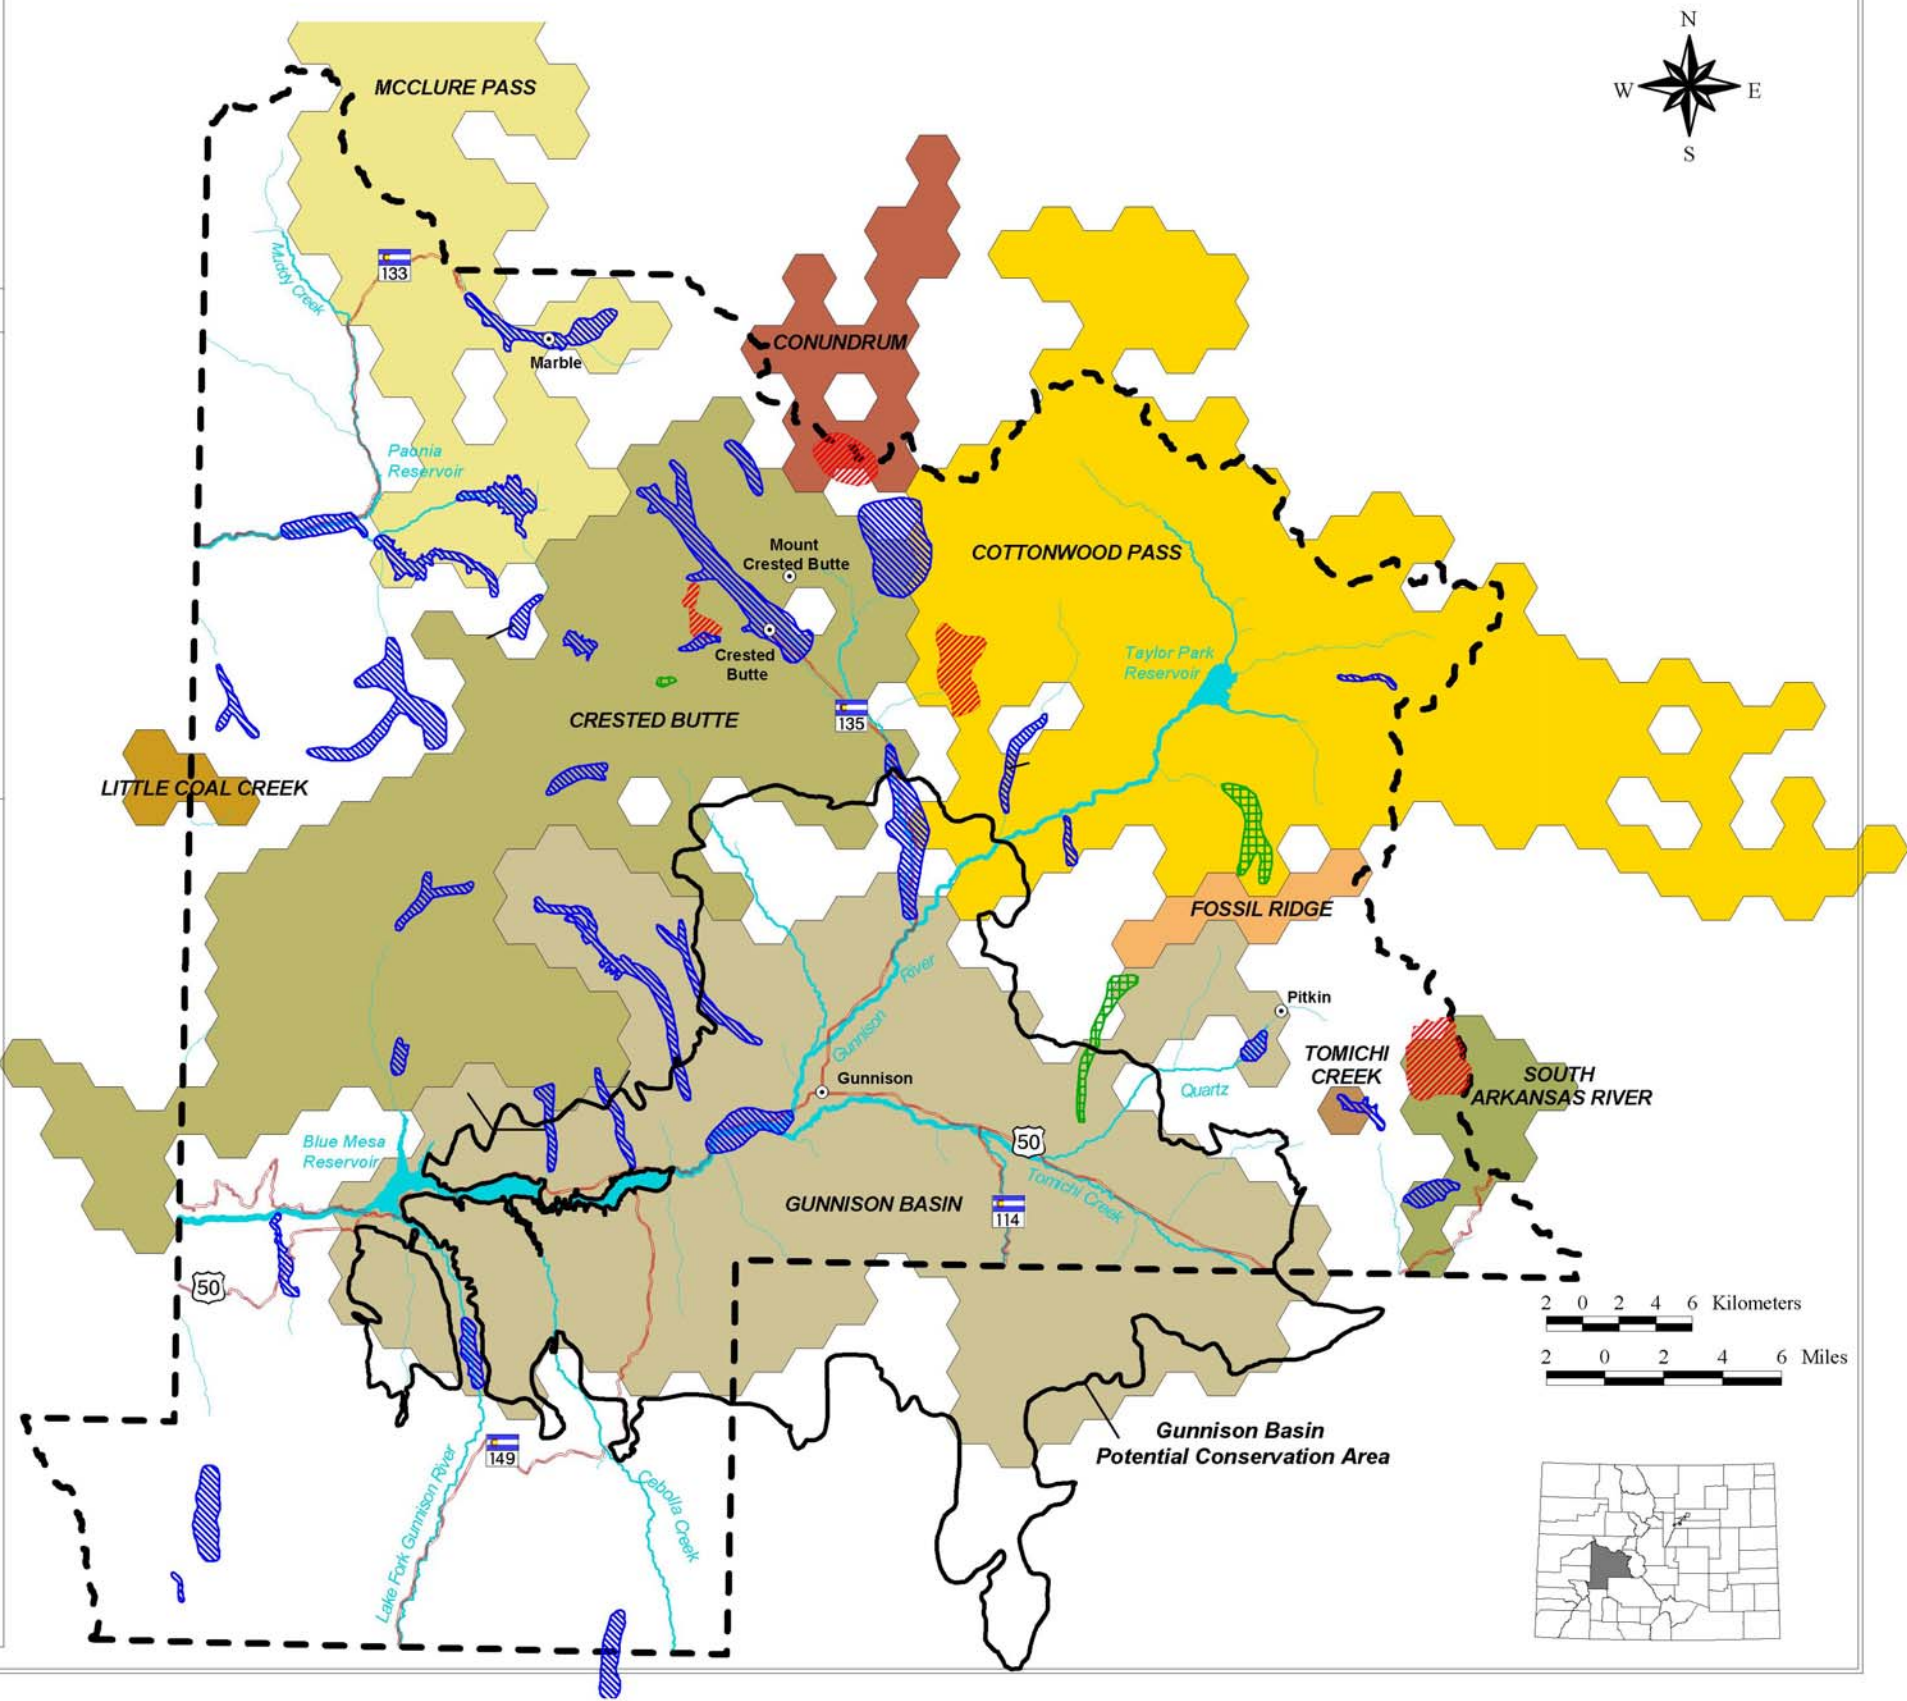 N
MCCLURE PASS
W
E
S
Muddy Creek
133
CONUNDRUM
Marble
Paonia
Reservoir
Mount
Crested Butte
COTTONWOOD PASS
Crested
Butte
Taylor Park
Reservoir
CRESTED BUTTE
135
LITTLE COAL CREEK
FOSSIL RIDGE
River
Gunnison
Pitkin
TOMICHI
CREEK
Gunnison
Quartz
SOUTH
ARKANSAS RIVER
Blue Mesa
Reservoir
50
Tomichi Creek
GUNNISON BASIN
114
50
2 0 2 4 6 Kilometers
2 0 2 4 6 Miles
Gunnison Basin
Potential Conservation Area
149
Lake Fork Gunnison River
Cebolla Creek